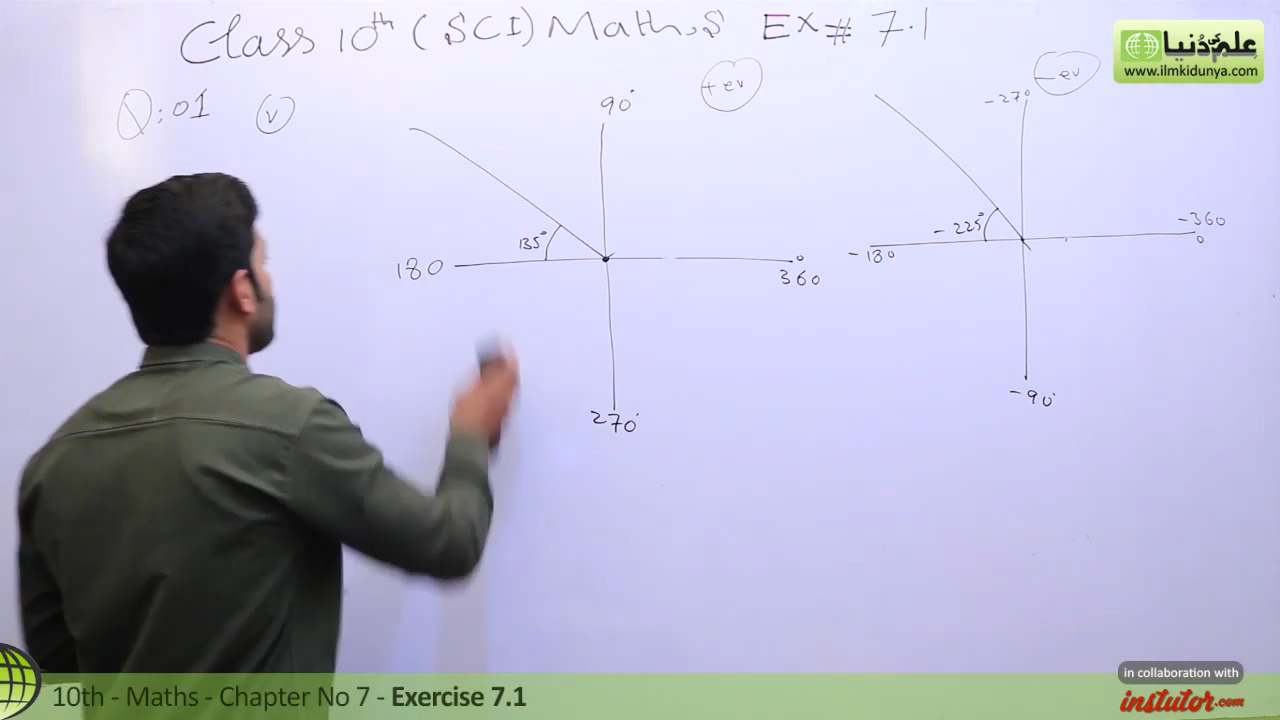 Class 10th (SCI) Maths,S Ex# 7.1
علم کی دُنیا
www.ilmkidunya.com
Q:01 (v)
+ev
-ev
90°
-270°
135°
-225°
180
360
-180
-360
0
270°
-90°
in collaboration with
instutor.com
10th - Maths - Chapter No 7 - Exercise 7.1